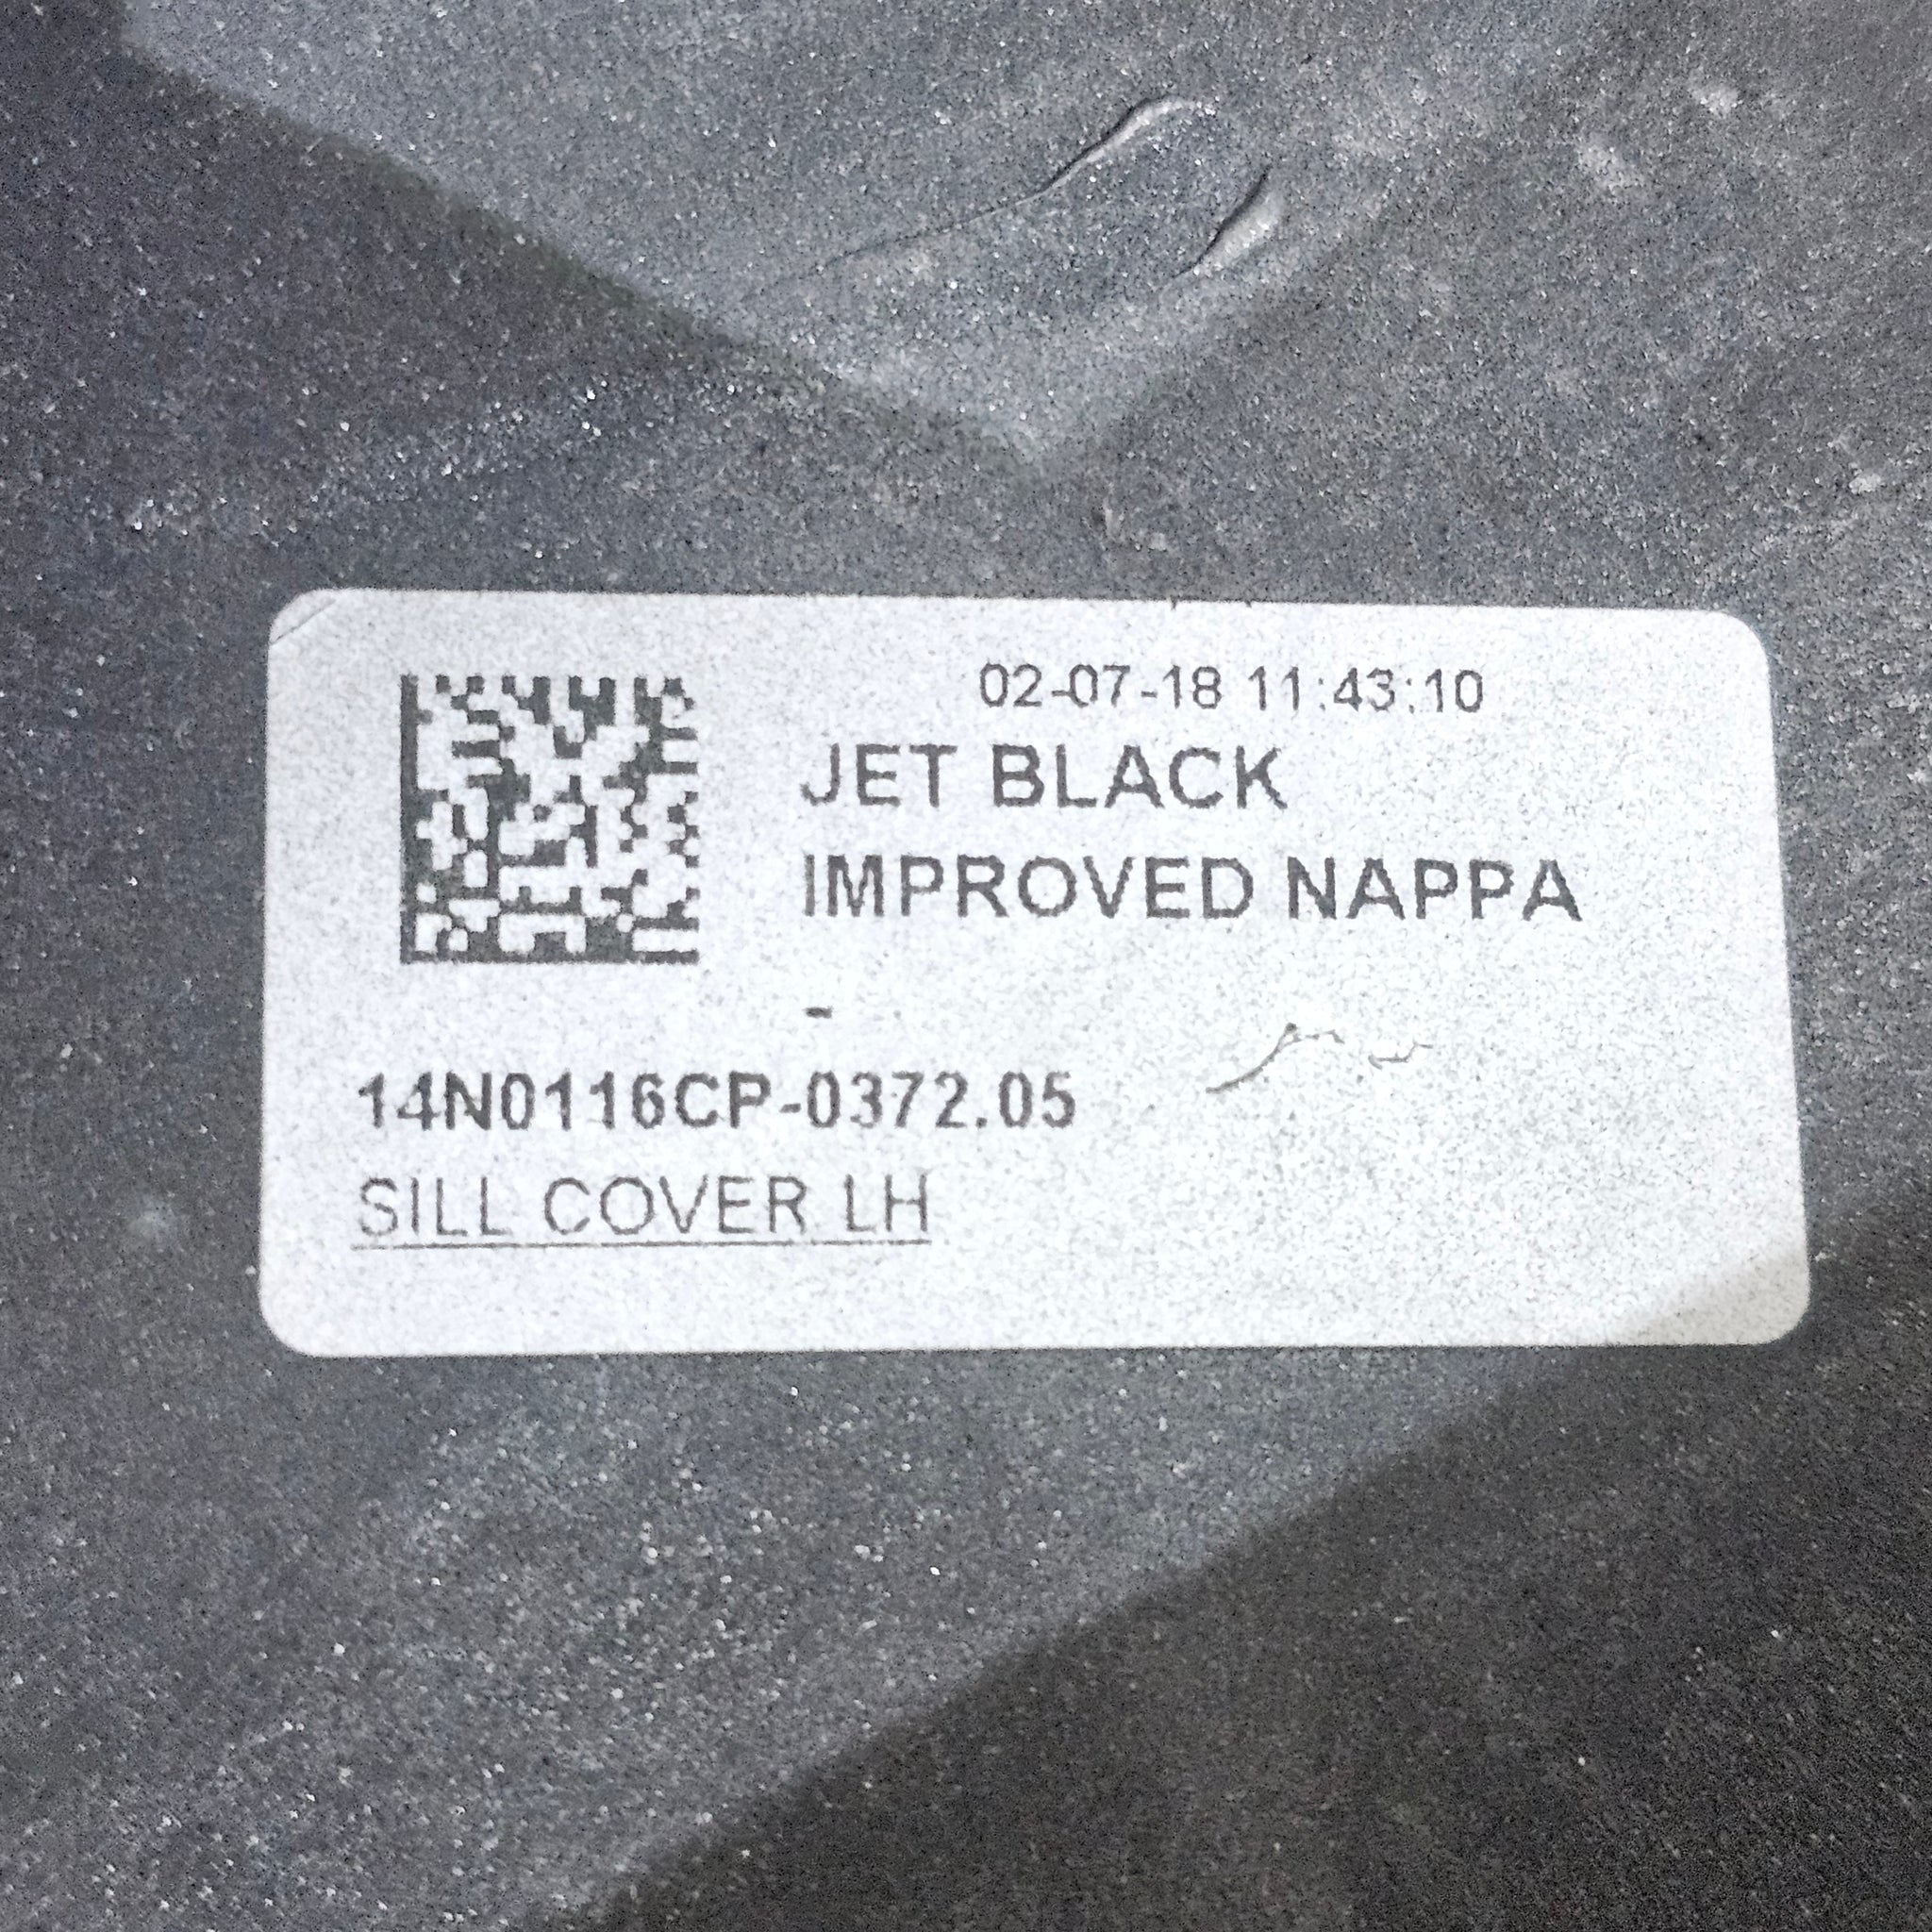 02-07-18 11:43:10
JET BLACK
IMPROVED NAPPA
-
14N0116CP-0372.05
SILL COVER LH